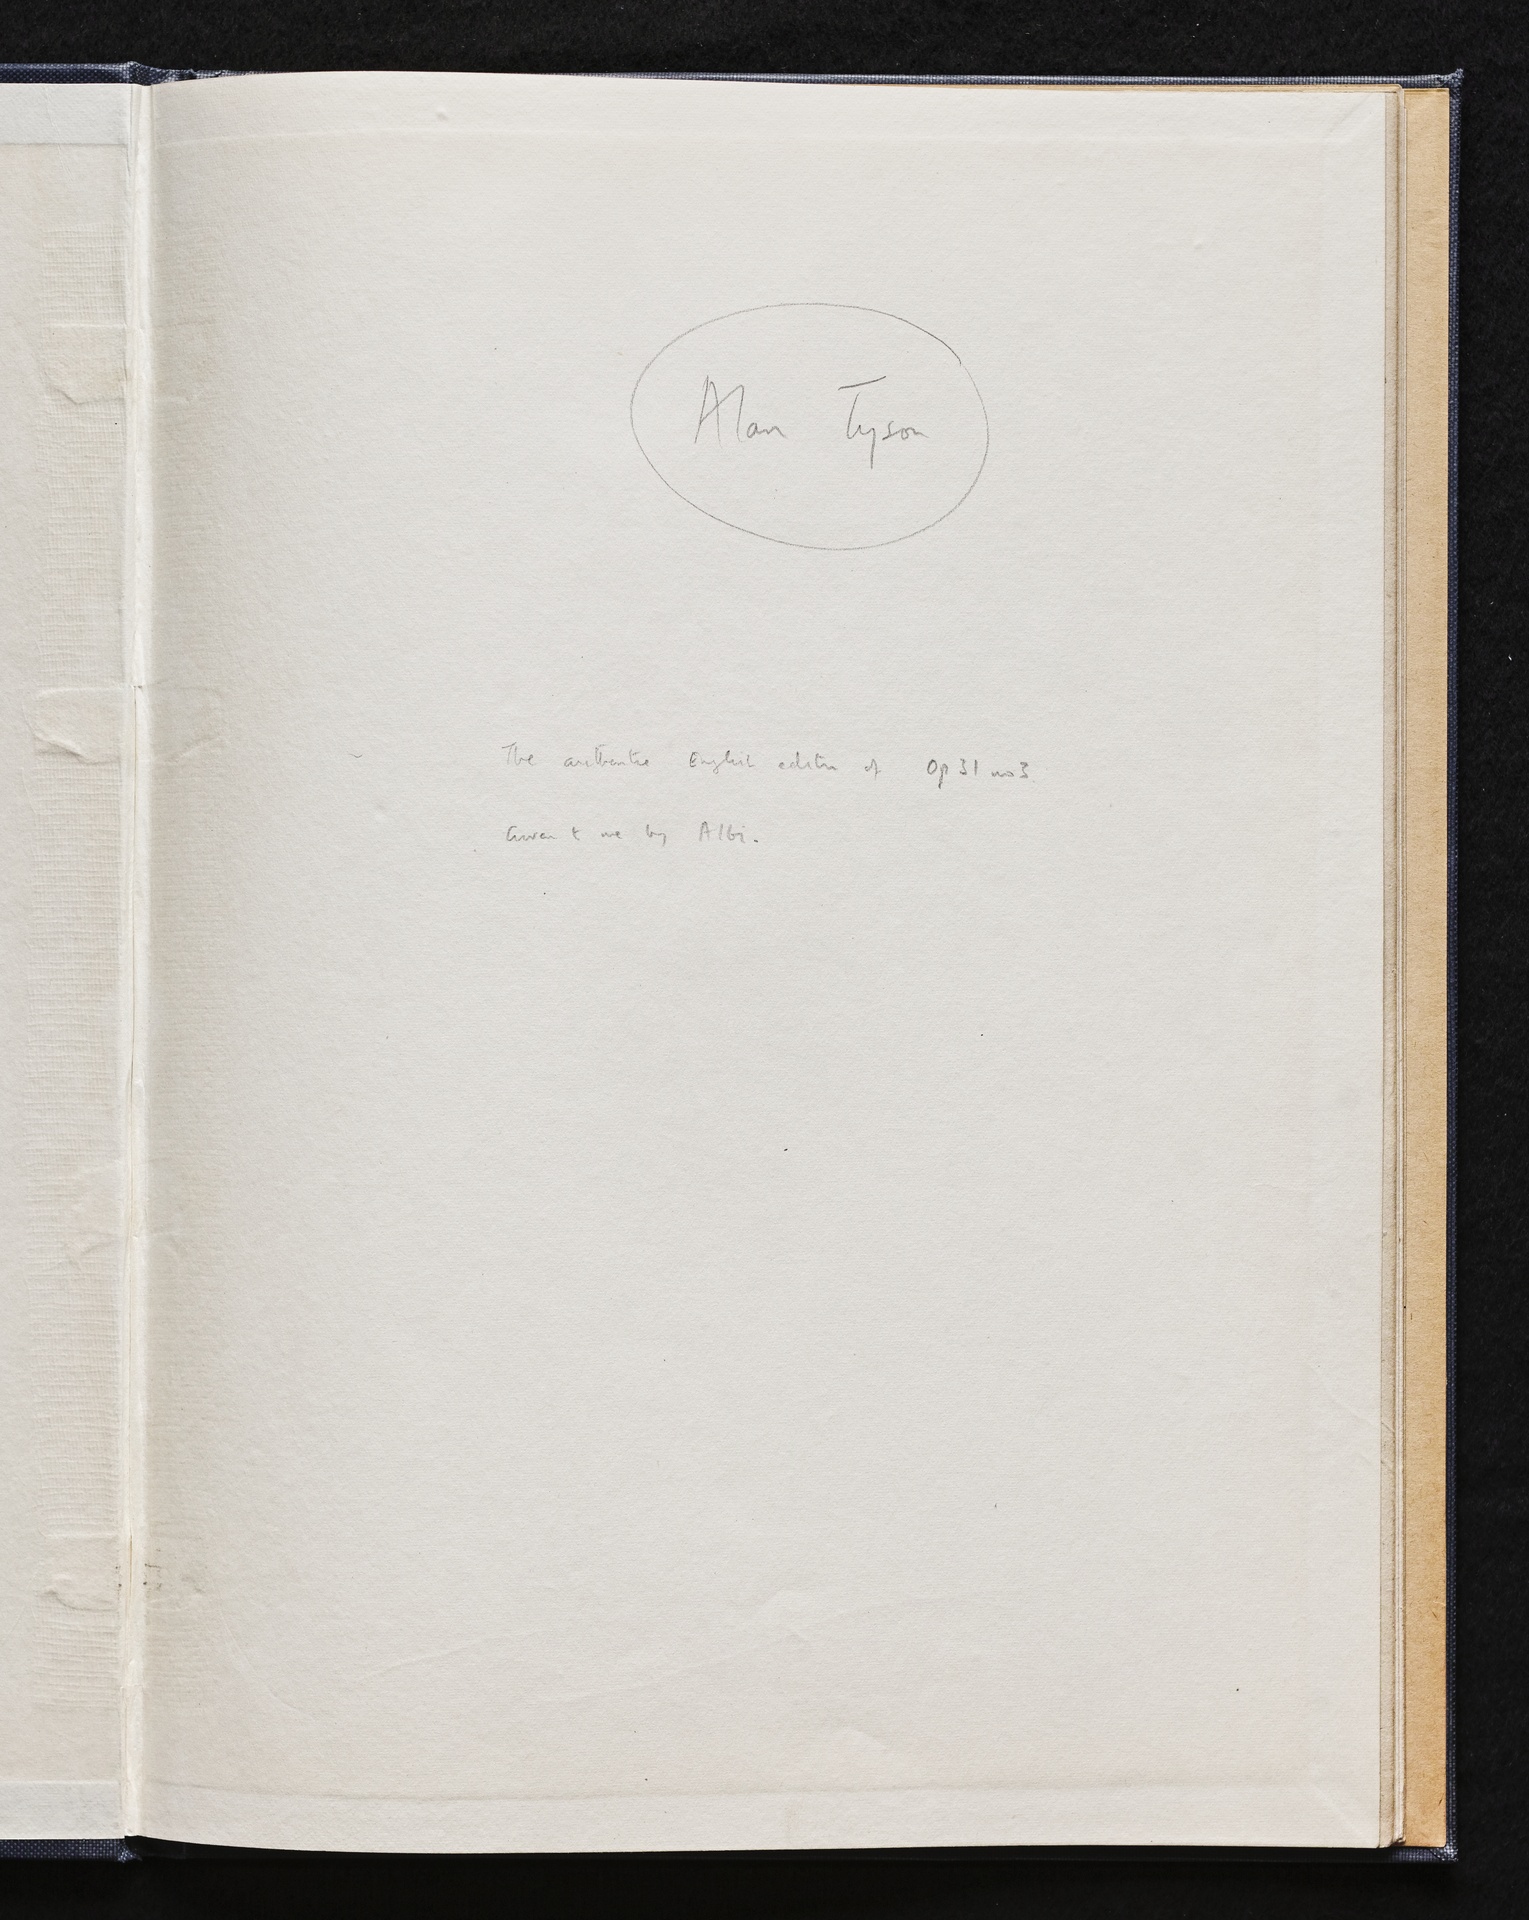 Alan Tyson
The authentic English edition of Op 31 no 3
Given to me by Albi.